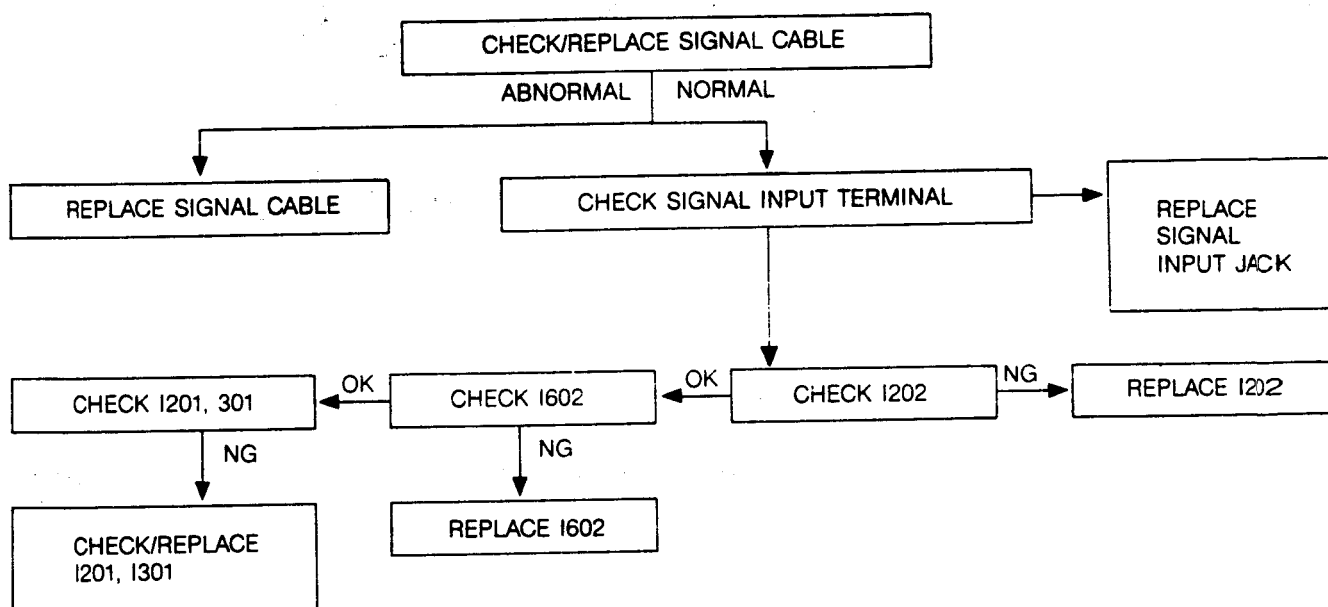 CHECK/REPLACE SIGNAL CABLE
ABNORMAL NORMAL
REPLACE SIGNAL CABLE
CHECK SIGNAL INPUT TERMINAL
REPLACE
SIGNAL
INPUT JACK
CHECK I201, 301
OK
CHECK I602
OK
CHECK I202
NG
REPLACE I202
NG
NG
CHECK/REPLACE
I201, I301
REPLACE I602